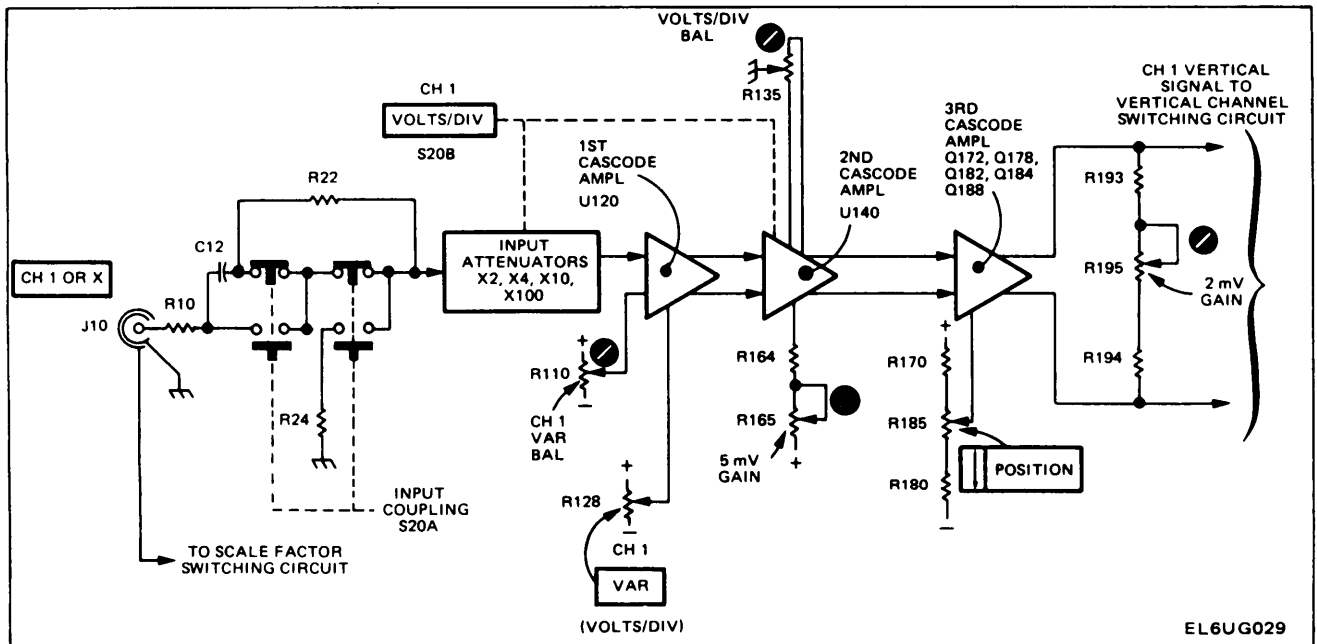 VOLTS/DIV
BAL
R135
CH 1 VERTICAL
SIGNAL TO
VERTICAL CHANNEL
SWITCHING CIRCUIT
CH 1
VOLTS/DIV
S20B
1ST
CASCODE
AMPL
U120
2ND
CASCODE
AMPL
U140
3RD
CASCODE
AMPL
Q172, Q178,
Q182, Q184
Q188
R22
C12
CH 1 OR X
R10
J10
INPUT
ATTENUATORS
X2, X4, X10,
X100
R193
R195
2 mV
GAIN
R194
+
R110
−
CH 1
VAR
BAL
R164
R165
5 mV
GAIN
+
+
R170
R185
R180
−
POSITION
R24
INPUT
COUPLING
S20A
+
R128
−
CH 1
VAR
(VOLTS/DIV)
TO SCALE FACTOR
SWITCHING CIRCUIT
EL6UG029